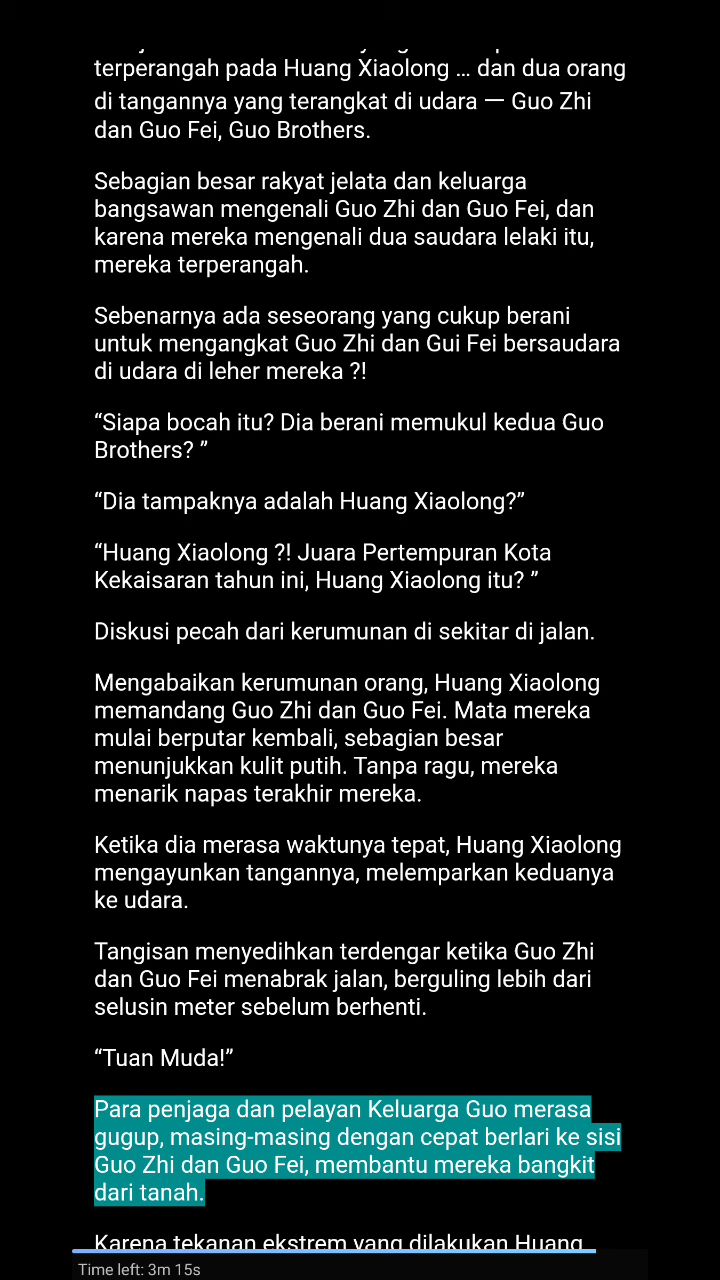 terperangah pada Huang Xiaolong … dan dua orang
di tangannya yang terangkat di udara — Guo Zhi
dan Guo Fei, Guo Brothers.
Sebagian besar rakyat jelata dan keluarga
bangsawan mengenali Guo Zhi dan Guo Fei, dan
karena mereka mengenali dua saudara lelaki itu,
mereka terperangah.
Sebenarnya ada seseorang yang cukup berani
untuk mengangkat Guo Zhi dan Gui Fei bersaudara
di udara di leher mereka ?!
“Siapa bocah itu? Dia berani memukul kedua Guo
Brothers? ”
“Dia tampaknya adalah Huang Xiaolong?”
“Huang Xiaolong ?! Juara Pertempuran Kota
Kekaisaran tahun ini, Huang Xiaolong itu? ”
Diskusi pecah dari kerumunan di sekitar di jalan.
Mengabaikan kerumunan orang, Huang Xiaolong
memandang Guo Zhi dan Guo Fei. Mata mereka
mulai berputar kembali, sebagian besar
menunjukkan kulit putih. Tanpa ragu, mereka
menarik napas terakhir mereka.
Ketika dia merasa waktunya tepat, Huang Xiaolong
mengayunkan tangannya, melemparkan keduanya
ke udara.
Tangisan menyedihkan terdengar ketika Guo Zhi
dan Guo Fei menabrak jalan, berguling lebih dari
selusin meter sebelum berhenti.
“Tuan Muda!”
Para penjaga dan pelayan Keluarga Guo merasa
gugup, masing-masing dengan cepat berlari ke sisi
Guo Zhi dan Guo Fei, membantu mereka bangkit
dari tanah.
Karena tekanan ekstrem yang dilakukan Huang
Time left: 3m 15s